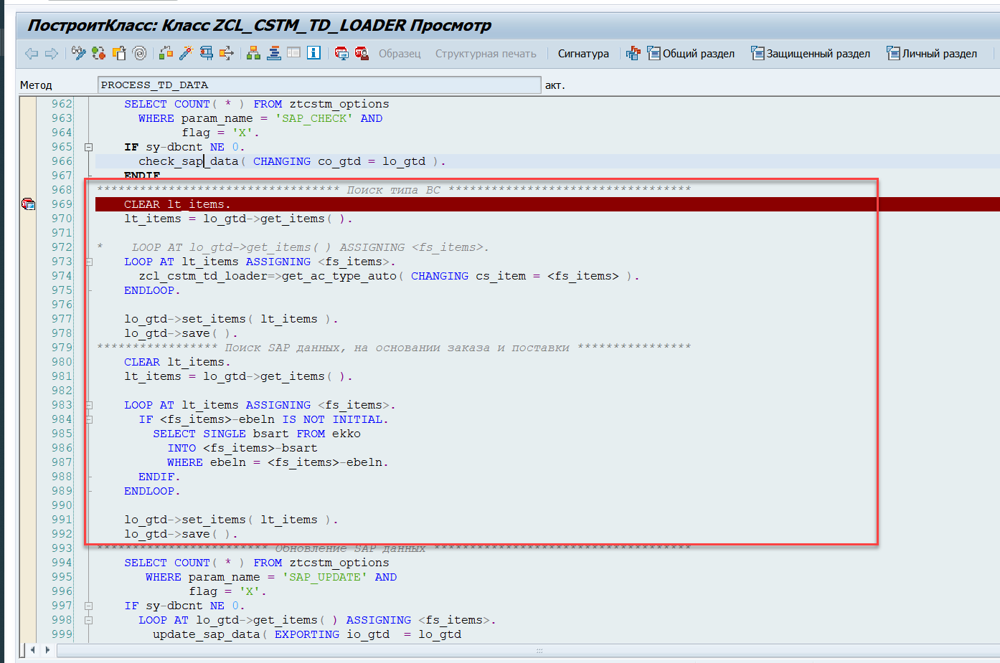 ПостроитКласс: Класс ZCL_CSTM_TD_LOADER Просмотр
Образец Структурная печать Сигнатура Общий раздел Защищенный раздел Личный раздел
Метод PROCESS_TD_DATA акт.
962     SELECT COUNT( * ) FROM ztcstm_options
963       WHERE param_name = 'SAP_CHECK' AND
964             flag = 'X'.
965     IF sy-dbcnt NE 0.
966       check_sap_data( CHANGING co_gtd = lo_gtd ).
967     ENDIF
968 ********************************** Поиск типа ВС **********************************
969     CLEAR lt_items.
970     lt_items = lo_gtd->get_items( ).
971
972 *    LOOP AT lo_gtd->get_items( ) ASSIGNING <fs_items>.
973     LOOP AT lt_items ASSIGNING <fs_items>.
974       zcl_cstm_td_loader=>get_ac_type_auto( CHANGING cs_item = <fs_items> ).
975     ENDLOOP.
976
977     lo_gtd->set_items( lt_items ).
978     lo_gtd->save( ).
979 ***************** Поиск SAP данных, на основании заказа и поставки ****************
980     CLEAR lt_items.
981     lt_items = lo_gtd->get_items( ).
982
983     LOOP AT lt_items ASSIGNING <fs_items>.
984       IF <fs_items>-ebeln IS NOT INITIAL.
985         SELECT SINGLE bsart FROM ekko
986           INTO <fs_items>-bsart
987           WHERE ebeln = <fs_items>-ebeln.
988       ENDIF.
989     ENDLOOP.
990
991     lo_gtd->set_items( lt_items ).
992     lo_gtd->save( ).
993 ************************ Обновление SAP данных ************************************
994     SELECT COUNT( * ) FROM ztcstm_options
995        WHERE param_name = 'SAP_UPDATE' AND
996              flag = 'X'.
997     IF sy-dbcnt NE 0.
998       LOOP AT lo_gtd->get_items( ) ASSIGNING <fs_items>.
999         update_sap_data( EXPORTING io_gtd  = lo_gtd